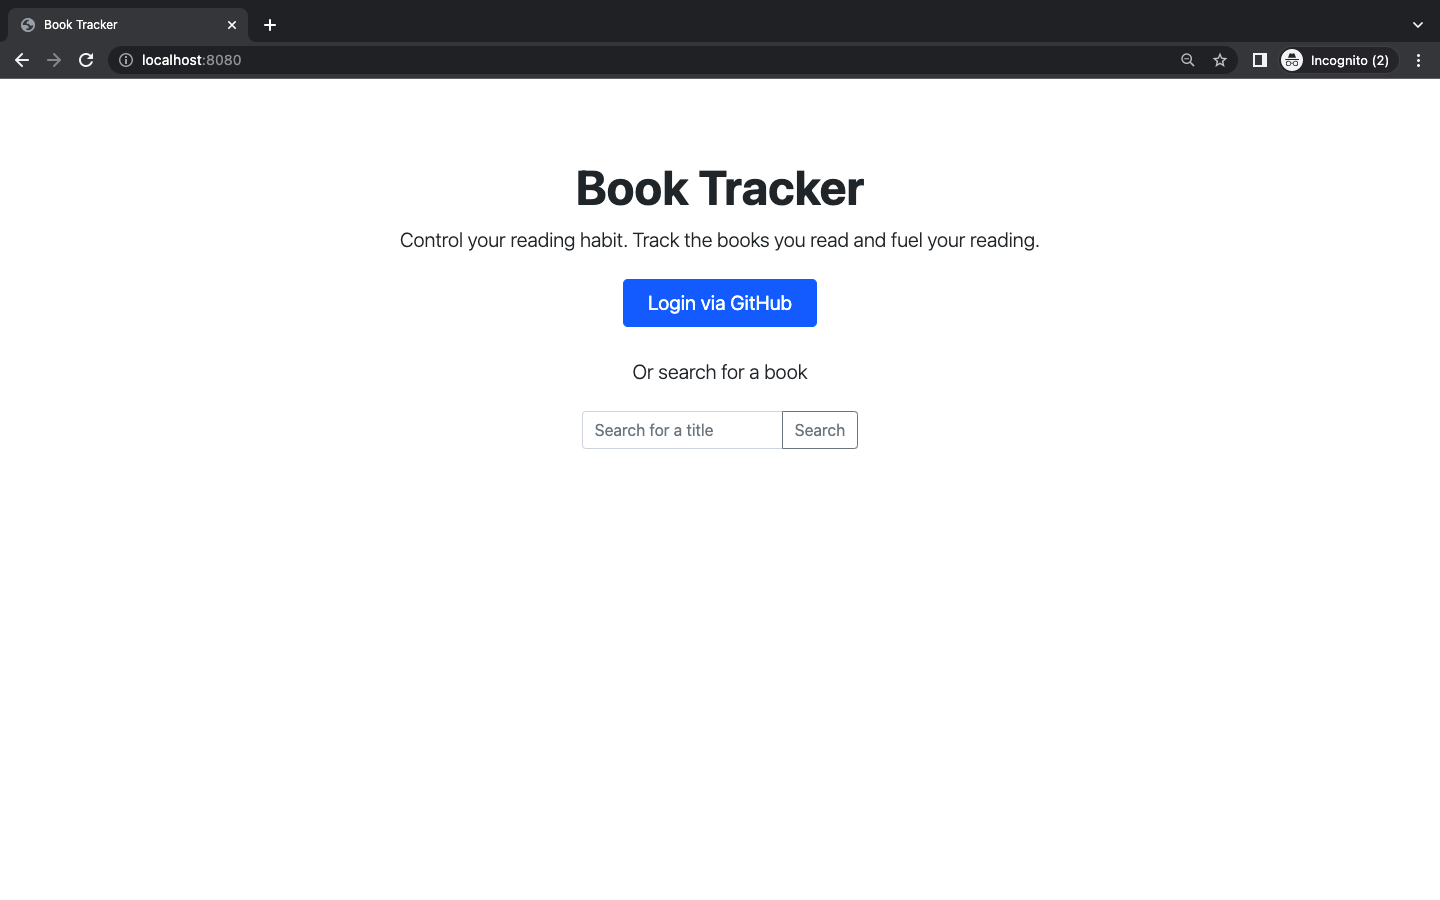 Book Tracker
localhost:8080
Incognito (2)
Book Tracker
Control your reading habit. Track the books you read and fuel your reading.
Login via GitHub
Or search for a book
Search for a title
Search